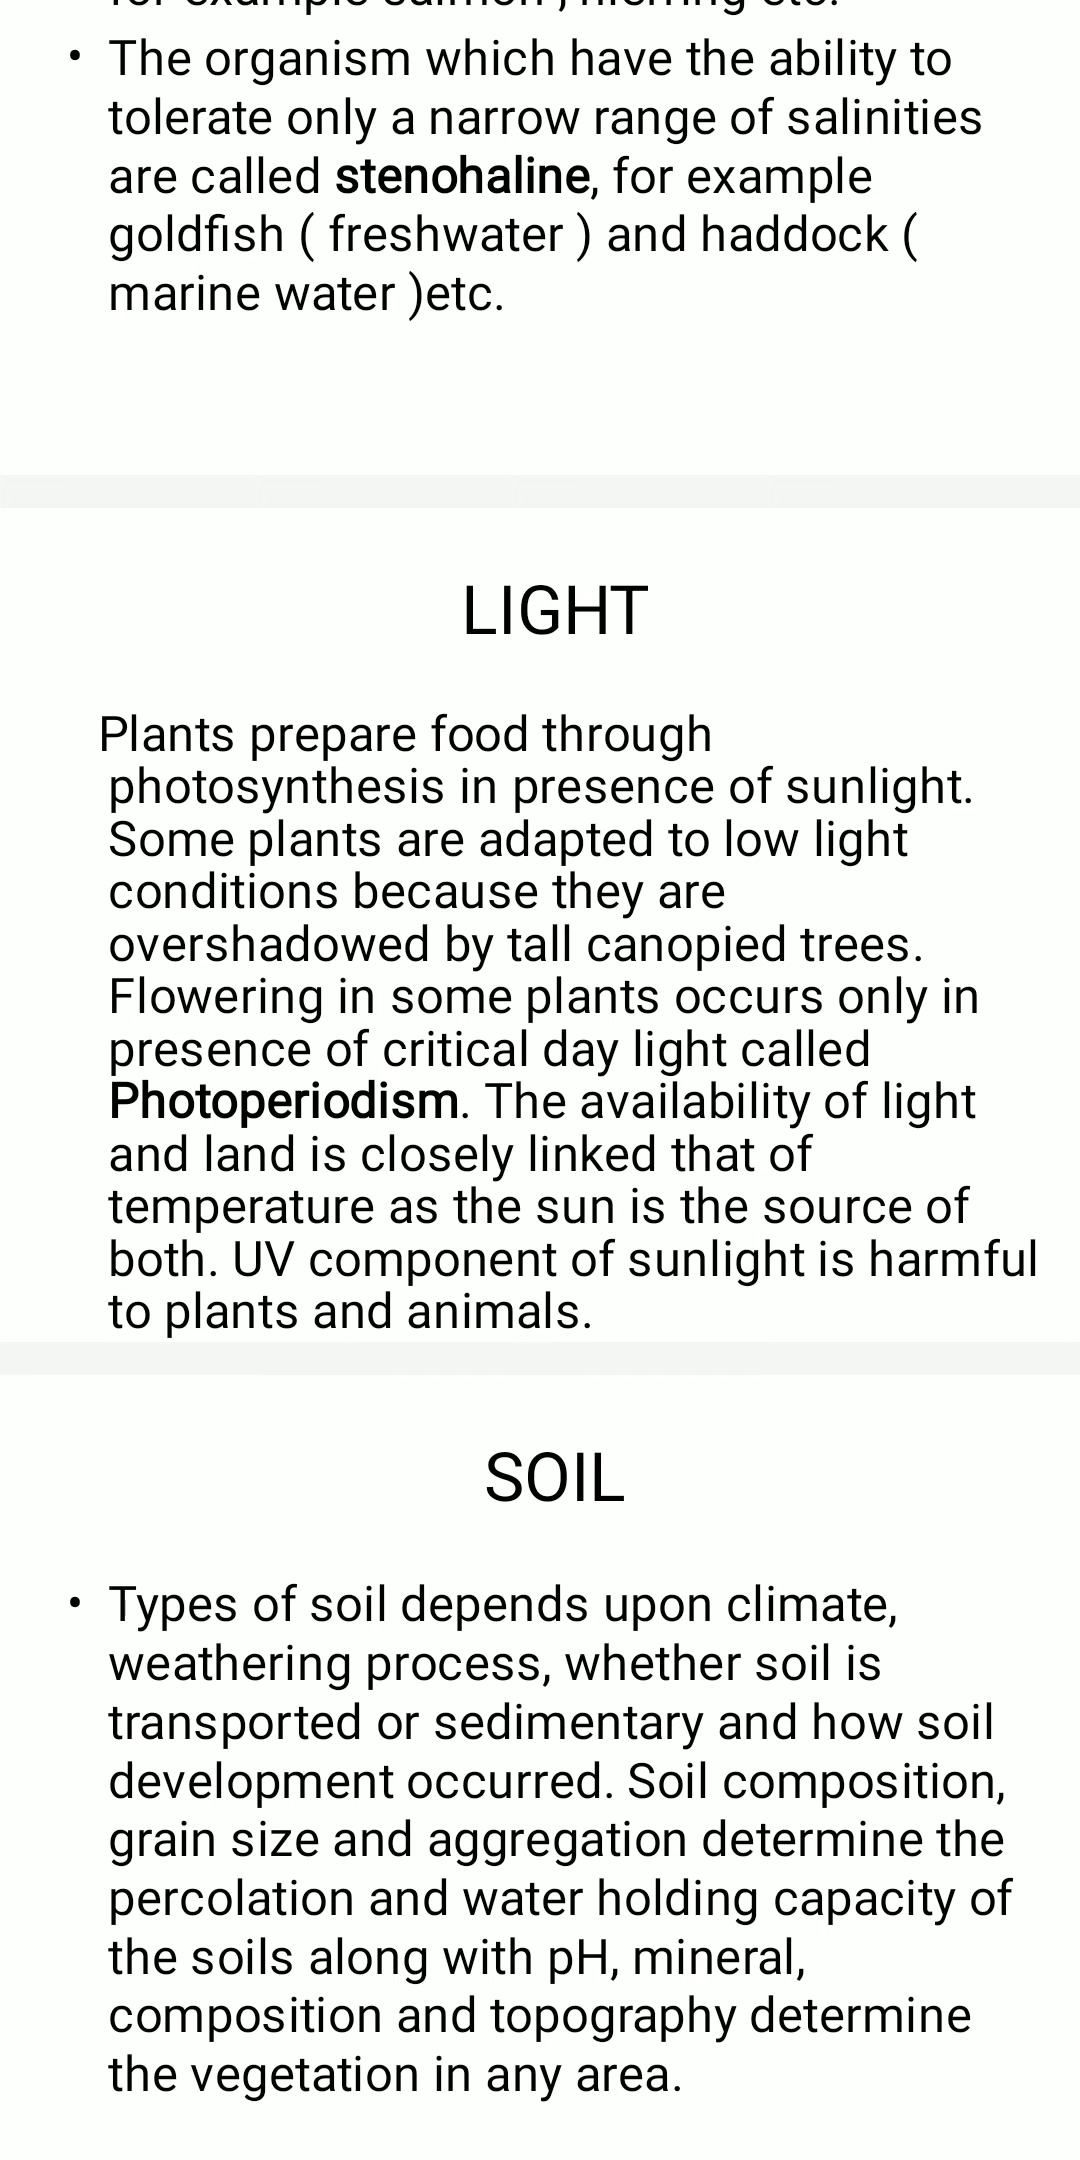 for example salmon , hierring etc.
• The organism which have the ability to
tolerate only a narrow range of salinities
are called stenohaline, for example
goldfish ( freshwater ) and haddock (
marine water )etc.
LIGHT
Plants prepare food through
photosynthesis in presence of sunlight.
Some plants are adapted to low light
conditions because they are
overshadowed by tall canopied trees.
Flowering in some plants occurs only in
presence of critical day light called
Photoperiodism. The availability of light
and land is closely linked that of
temperature as the sun is the source of
both. UV component of sunlight is harmful
to plants and animals.
SOIL
• Types of soil depends upon climate,
weathering process, whether soil is
transported or sedimentary and how soil
development occurred. Soil composition,
grain size and aggregation determine the
percolation and water holding capacity of
the soils along with pH, mineral,
composition and topography determine
the vegetation in any area.